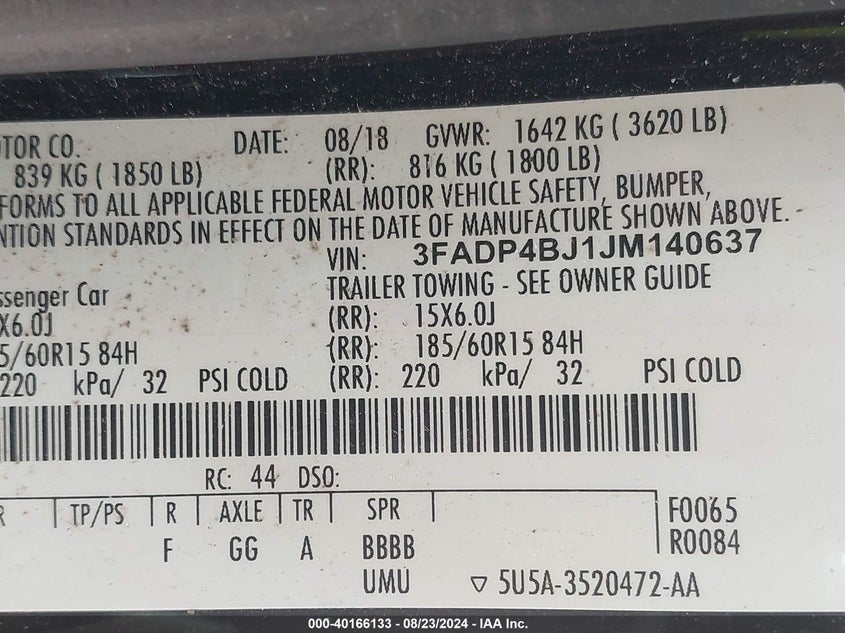 OTOR CO. DATE: 08/18 GVWR: 1642 KG ( 3620 LB)
839 KG ( 1850 LB) (RR): 816 KG ( 1800 LB)
FORMS TO ALL APPLICABLE FEDERAL MOTOR VEHICLE SAFETY, BUMPER,
NTION STANDARDS IN EFFECT ON THE DATE OF MANUFACTURE SHOWN ABOVE.
VIN: 3FADP4BJ1JM140637
ssenger Car TRAILER TOWING - SEE OWNER GUIDE
X6.0J (RR): 15X6.0J
5/60R15 84H (RR): 185/60R15 84H
220 kPa/ 32 PSI COLD (RR): 220 kPa/ 32 PSI COLD
RC: 44 DSO:
R TP/PS R AXLE TR SPR F0065
F GG A BBBB R0084
UMU ▽ 5U5A-3520472-AA
000-40166133 - 08/23/2024 - IAA Inc.